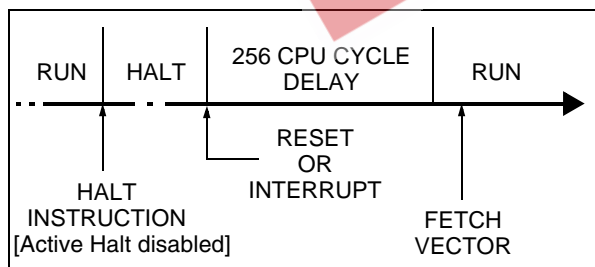 RUN
HALT
256 CPU CYCLE
DELAY
RUN
RESET
OR
INTERRUPT
HALT
INSTRUCTION
[Active Halt disabled]
FETCH
VECTOR